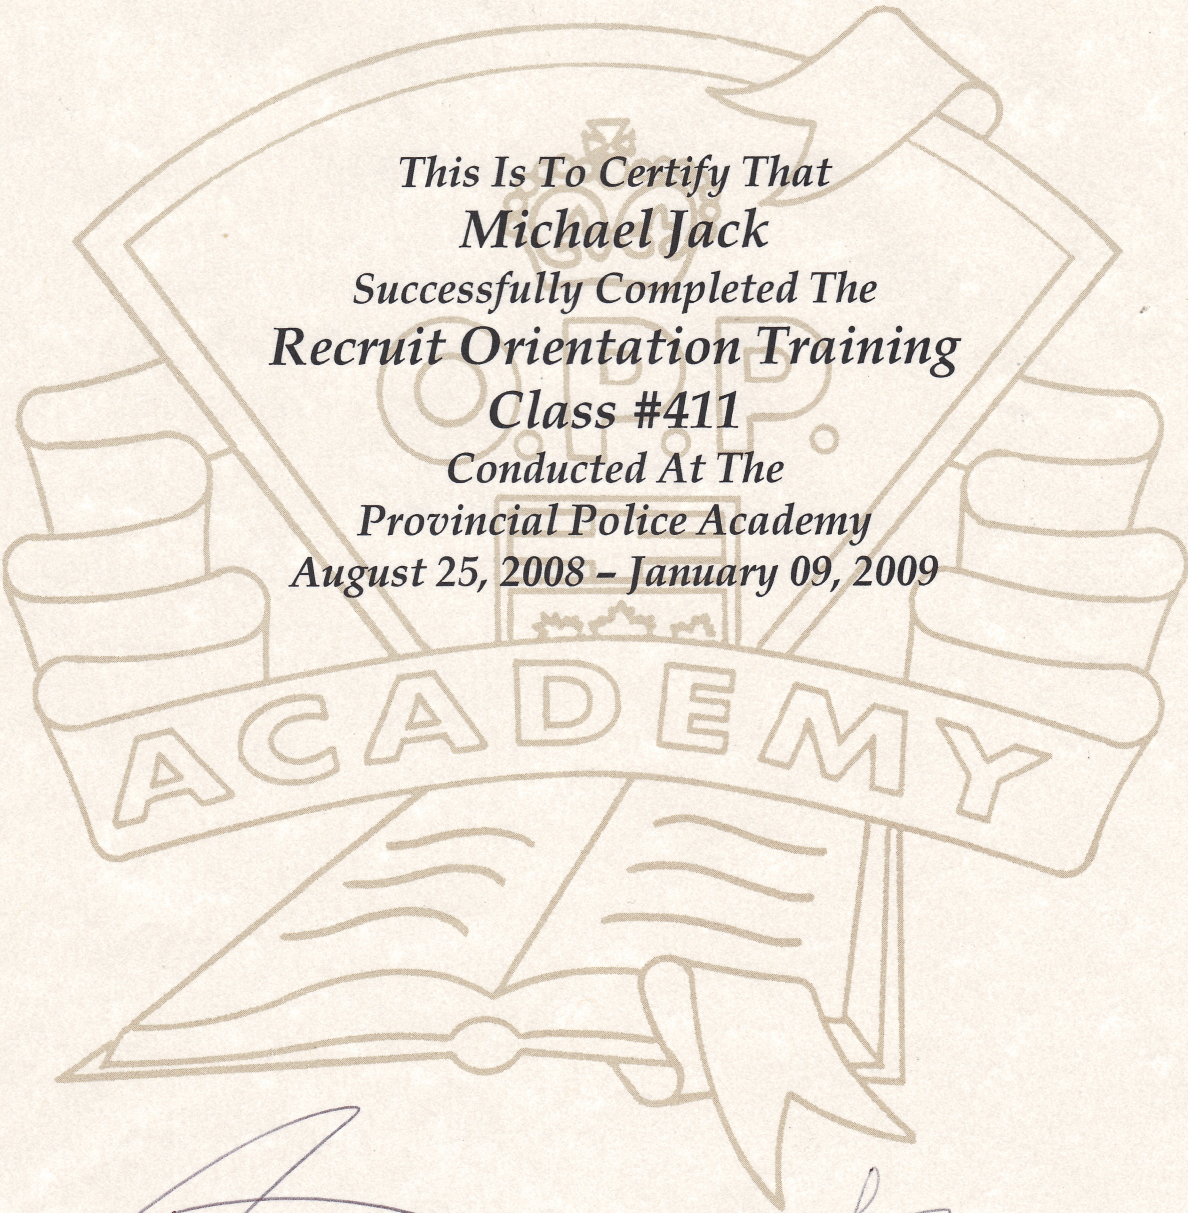 This Is To Certify That
Michael Jack
Successfully Completed The
Recruit Orientation Training
O.P.P.
Class #411
Conducted At The
Provincial Police Academy
August 25, 2008 – January 09, 2009
ACADEMY